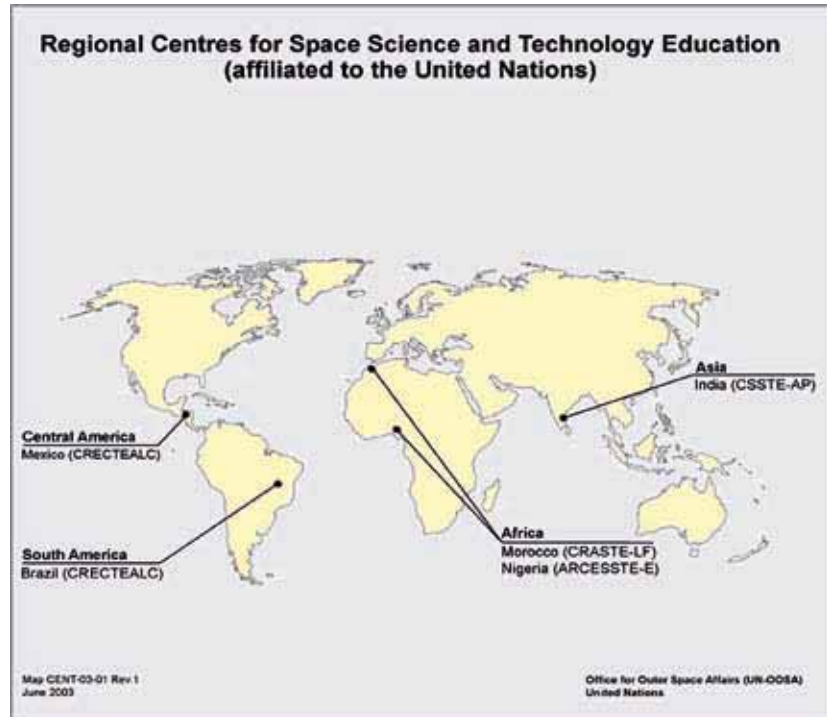 Regional Centres for Space Science and Technology Education
(affiliated to the United Nations)
Asia
India (CSSTE-AP)
Central America
Mexico (CRECTEALC)
South America
Brazil (CRECTEALC)
Africa
Morocco (CRASTE-LF)
Nigeria (ARCESSTE-E)
Map CENT-03-01 Rev.1
June 2003
Office for Outer Space Affairs (UN-OOSA)
United Nations